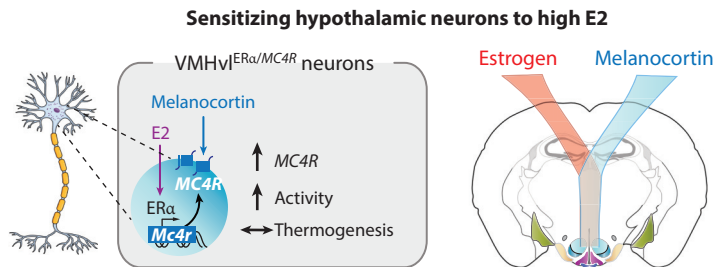 Sensitizing hypothalamic neurons to high E2
VMHvl^ERα/MC4R neurons
Melanocortin
E2
MC4R
ERα
Mc4r
MC4R
Activity
Thermogenesis
Estrogen
Melanocortin